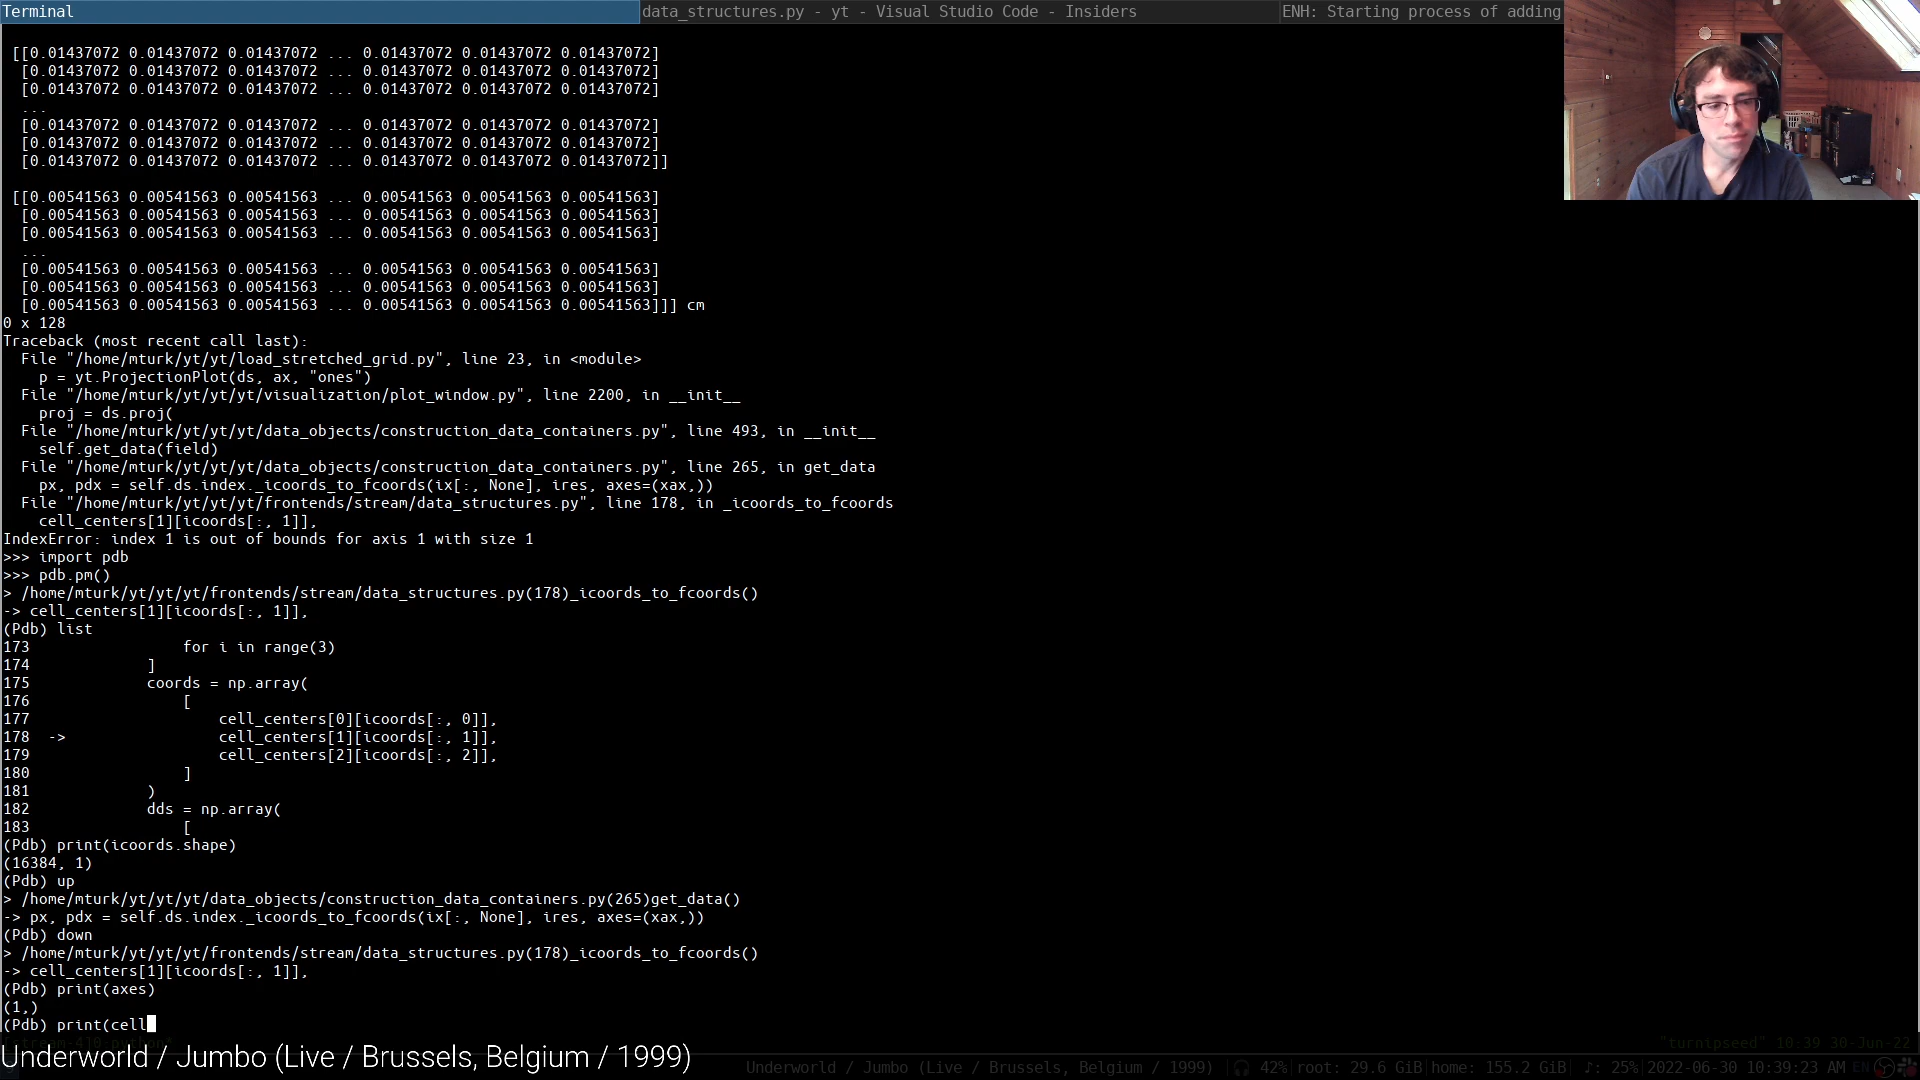 Terminal
data_structures.py - yt - Visual Studio Code - Insiders
ENH: Starting process of adding
[[0.01437072 0.01437072 0.01437072 ... 0.01437072 0.01437072 0.01437072]
[0.01437072 0.01437072 0.01437072 ... 0.01437072 0.01437072 0.01437072]
[0.01437072 0.01437072 0.01437072 ... 0.01437072 0.01437072 0.01437072]
...
[0.01437072 0.01437072 0.01437072 ... 0.01437072 0.01437072 0.01437072]
[0.01437072 0.01437072 0.01437072 ... 0.01437072 0.01437072 0.01437072]
[0.01437072 0.01437072 0.01437072 ... 0.01437072 0.01437072 0.01437072]]
[[0.00541563 0.00541563 0.00541563 ... 0.00541563 0.00541563 0.00541563]
[0.00541563 0.00541563 0.00541563 ... 0.00541563 0.00541563 0.00541563]
[0.00541563 0.00541563 0.00541563 ... 0.00541563 0.00541563 0.00541563]
...
[0.00541563 0.00541563 0.00541563 ... 0.00541563 0.00541563 0.00541563]
[0.00541563 0.00541563 0.00541563 ... 0.00541563 0.00541563 0.00541563]
[0.00541563 0.00541563 0.00541563 ... 0.00541563 0.00541563 0.00541563]]] cm
0 x 128
Traceback (most recent call last):
File "/home/mturk/yt/yt/load_stretched_grid.py", line 23, in <module>
p = yt.ProjectionPlot(ds, ax, "ones")
File "/home/mturk/yt/yt/yt/visualization/plot_window.py", line 2200, in __init__
proj = ds.proj(
File "/home/mturk/yt/yt/yt/data_objects/construction_data_containers.py", line 493, in __init__
self.get_data(field)
File "/home/mturk/yt/yt/yt/data_objects/construction_data_containers.py", line 265, in get_data
px, pdx = self.ds.index._icoords_to_fcoords(ix[:, None], ires, axes=(xax,))
File "/home/mturk/yt/yt/yt/frontends/stream/data_structures.py", line 178, in _icoords_to_fcoords
cell_centers[1][icoords[:, 1]],
IndexError: index 1 is out of bounds for axis 1 with size 1
>>> import pdb
>>> pdb.pm()
> /home/mturk/yt/yt/yt/frontends/stream/data_structures.py(178)_icoords_to_fcoords()
-> cell_centers[1][icoords[:, 1]],
(Pdb) list
173 for i in range(3)
174 ]
175 coords = np.array(
176 [
177 cell_centers[0][icoords[:, 0]],
178 -> cell_centers[1][icoords[:, 1]],
179 cell_centers[2][icoords[:, 2]],
180 ]
181 )
182 dds = np.array(
183 [
(Pdb) print(icoords.shape)
(16384, 1)
(Pdb) up
> /home/mturk/yt/yt/yt/data_objects/construction_data_containers.py(265)get_data()
-> px, pdx = self.ds.index._icoords_to_fcoords(ix[:, None], ires, axes=(xax,))
(Pdb) down
> /home/mturk/yt/yt/yt/frontends/stream/data_structures.py(178)_icoords_to_fcoords()
-> cell_centers[1][icoords[:, 1]],
(Pdb) print(axes)
(1,)
(Pdb) print(cell
"turnipseed" 10:39 30-Jun-22
Underworld / Jumbo (Live / Brussels, Belgium / 1999)
Underworld / Jumbo (Live / Brussels, Belgium / 1999) 42% root: 29.6 GiB home: 155.2 GiB ♪: 25% 2022-06-30 10:39:23 AM EN